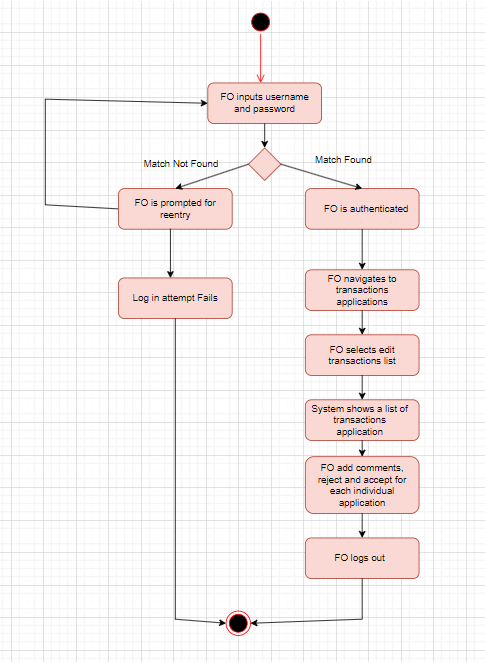 FO inputs username
and password
Match Not Found
Match Found
FO is prompted for
reentry
FO is authenticated
Log in attempt Fails
FO navigates to
transactions
applications
FO selects edit
transactions list
System shows a list of
transactions
application
FO add comments,
reject and accept for
each individual
application
FO logs out